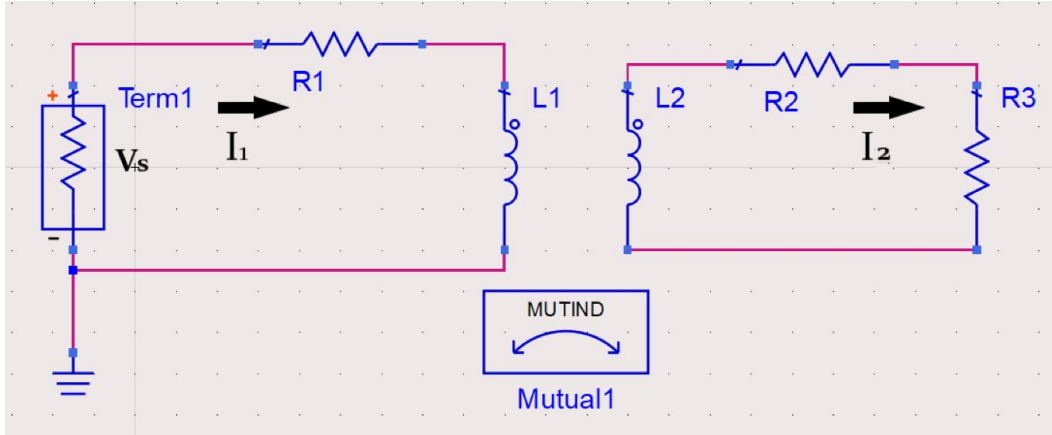 R1
+
Term1
Vs
I₁
L1
L2
R2
I₂
R3
-
MUTIND
Mutual1